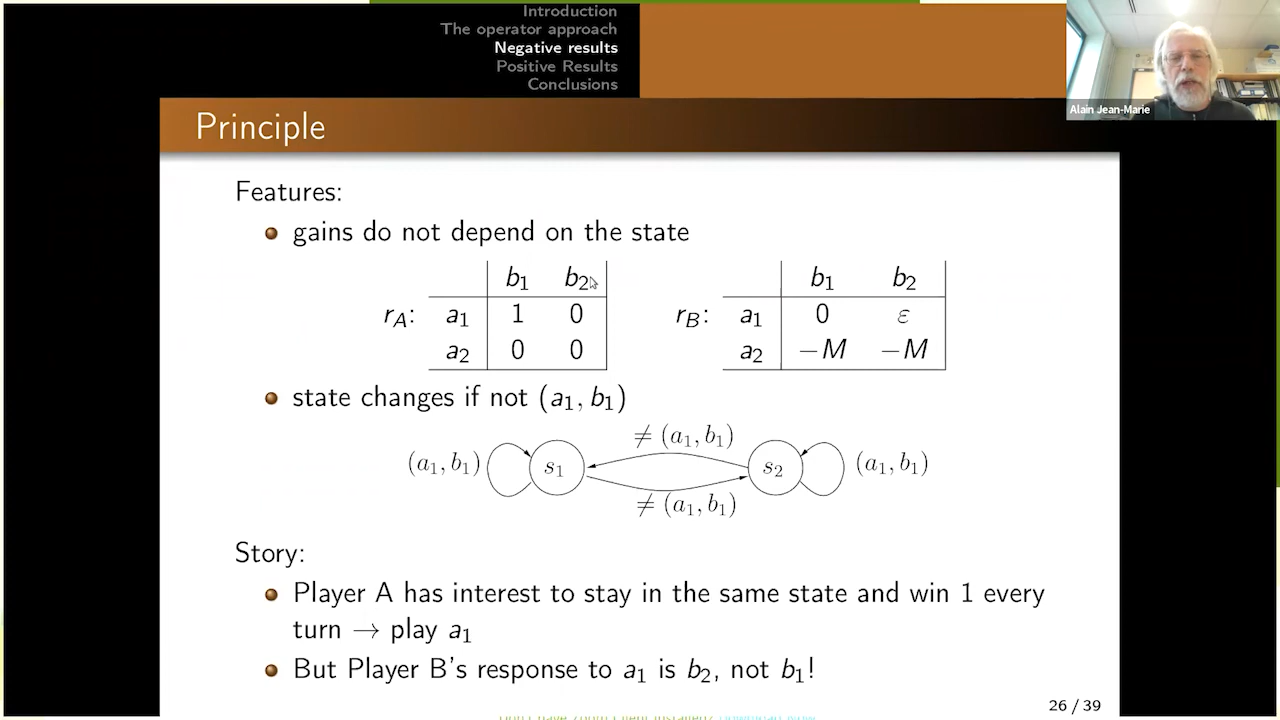 Introduction
The operator approach
Negative results
Positive Results
Conclusions
Alain Jean-Marie
Principle
Features:
gains do not depend on the state
b₁ b₂ b₁ b₂
r_A: a₁ 1 0 r_B: a₁ 0 ε
a₂ 0 0 a₂ −M −M
state changes if not (a₁, b₁)
≠ (a₁, b₁)
(a₁, b₁) s₁ s₂ (a₁, b₁)
≠ (a₁, b₁)
Story:
Player A has interest to stay in the same state and win 1 every
turn → play a₁
But Player B's response to a₁ is b₂, not b₁!
26 / 39